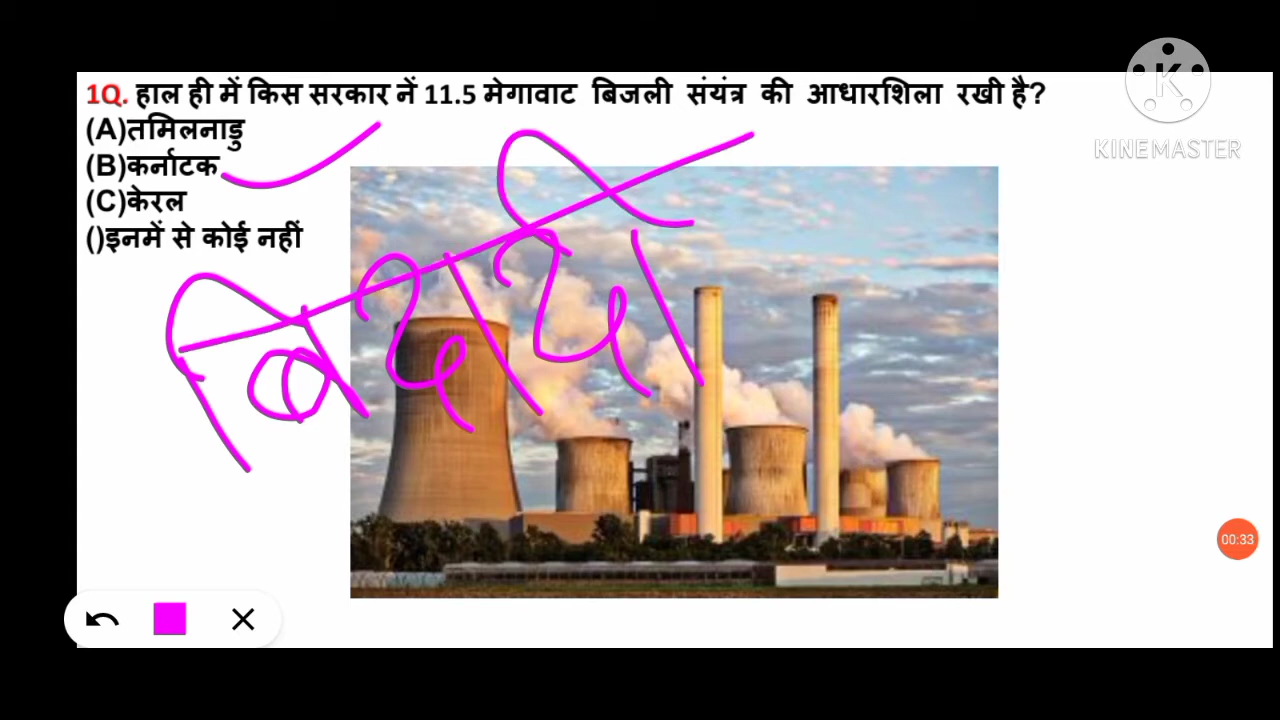 1Q. हाल ही में किस सरकार नें 11.5 मेगावाट बिजली संयंत्र की आधारशिला रखी है?
(A)तमिलनाडु
(B)कर्नाटक
(C)केरल
()इनमें से कोई नहीं
KINEMASTER
00:33